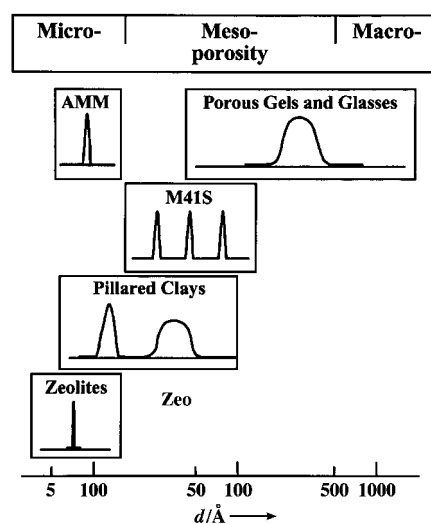 Micro- Meso- Macro-
porosity
AMM Porous Gels and Glasses
M41S
Pillared Clays
Zeolites Zeo
5 100 50 100 500 1000
d/Å